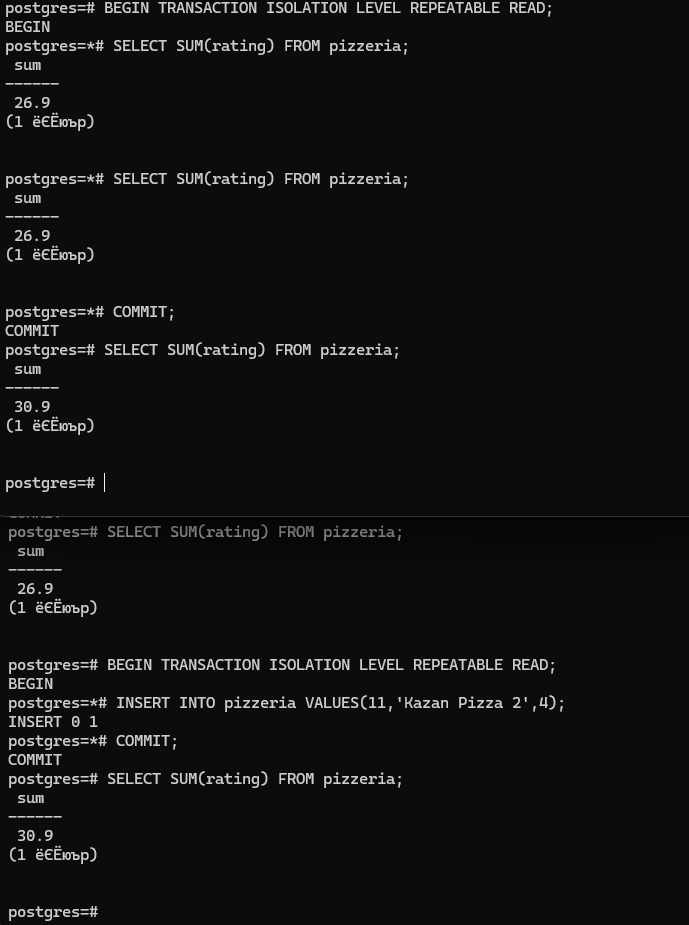 postgres=# BEGIN TRANSACTION ISOLATION LEVEL REPEATABLE READ;
BEGIN
postgres=*# SELECT SUM(rating) FROM pizzeria;
 sum
------
 26.9
(1 ёЄЁюър)
postgres=*# SELECT SUM(rating) FROM pizzeria;
 sum
------
 26.9
(1 ёЄЁюър)
postgres=*# COMMIT;
COMMIT
postgres=# SELECT SUM(rating) FROM pizzeria;
 sum
------
 30.9
(1 ёЄЁюър)
postgres=#
postgres=# SELECT SUM(rating) FROM pizzeria;
 sum
------
 26.9
(1 ёЄЁюър)
postgres=# BEGIN TRANSACTION ISOLATION LEVEL REPEATABLE READ;
BEGIN
postgres=*# INSERT INTO pizzeria VALUES(11,'Kazan Pizza 2',4);
INSERT 0 1
postgres=*# COMMIT;
COMMIT
postgres=# SELECT SUM(rating) FROM pizzeria;
 sum
------
 30.9
(1 ёЄЁюър)
postgres=#